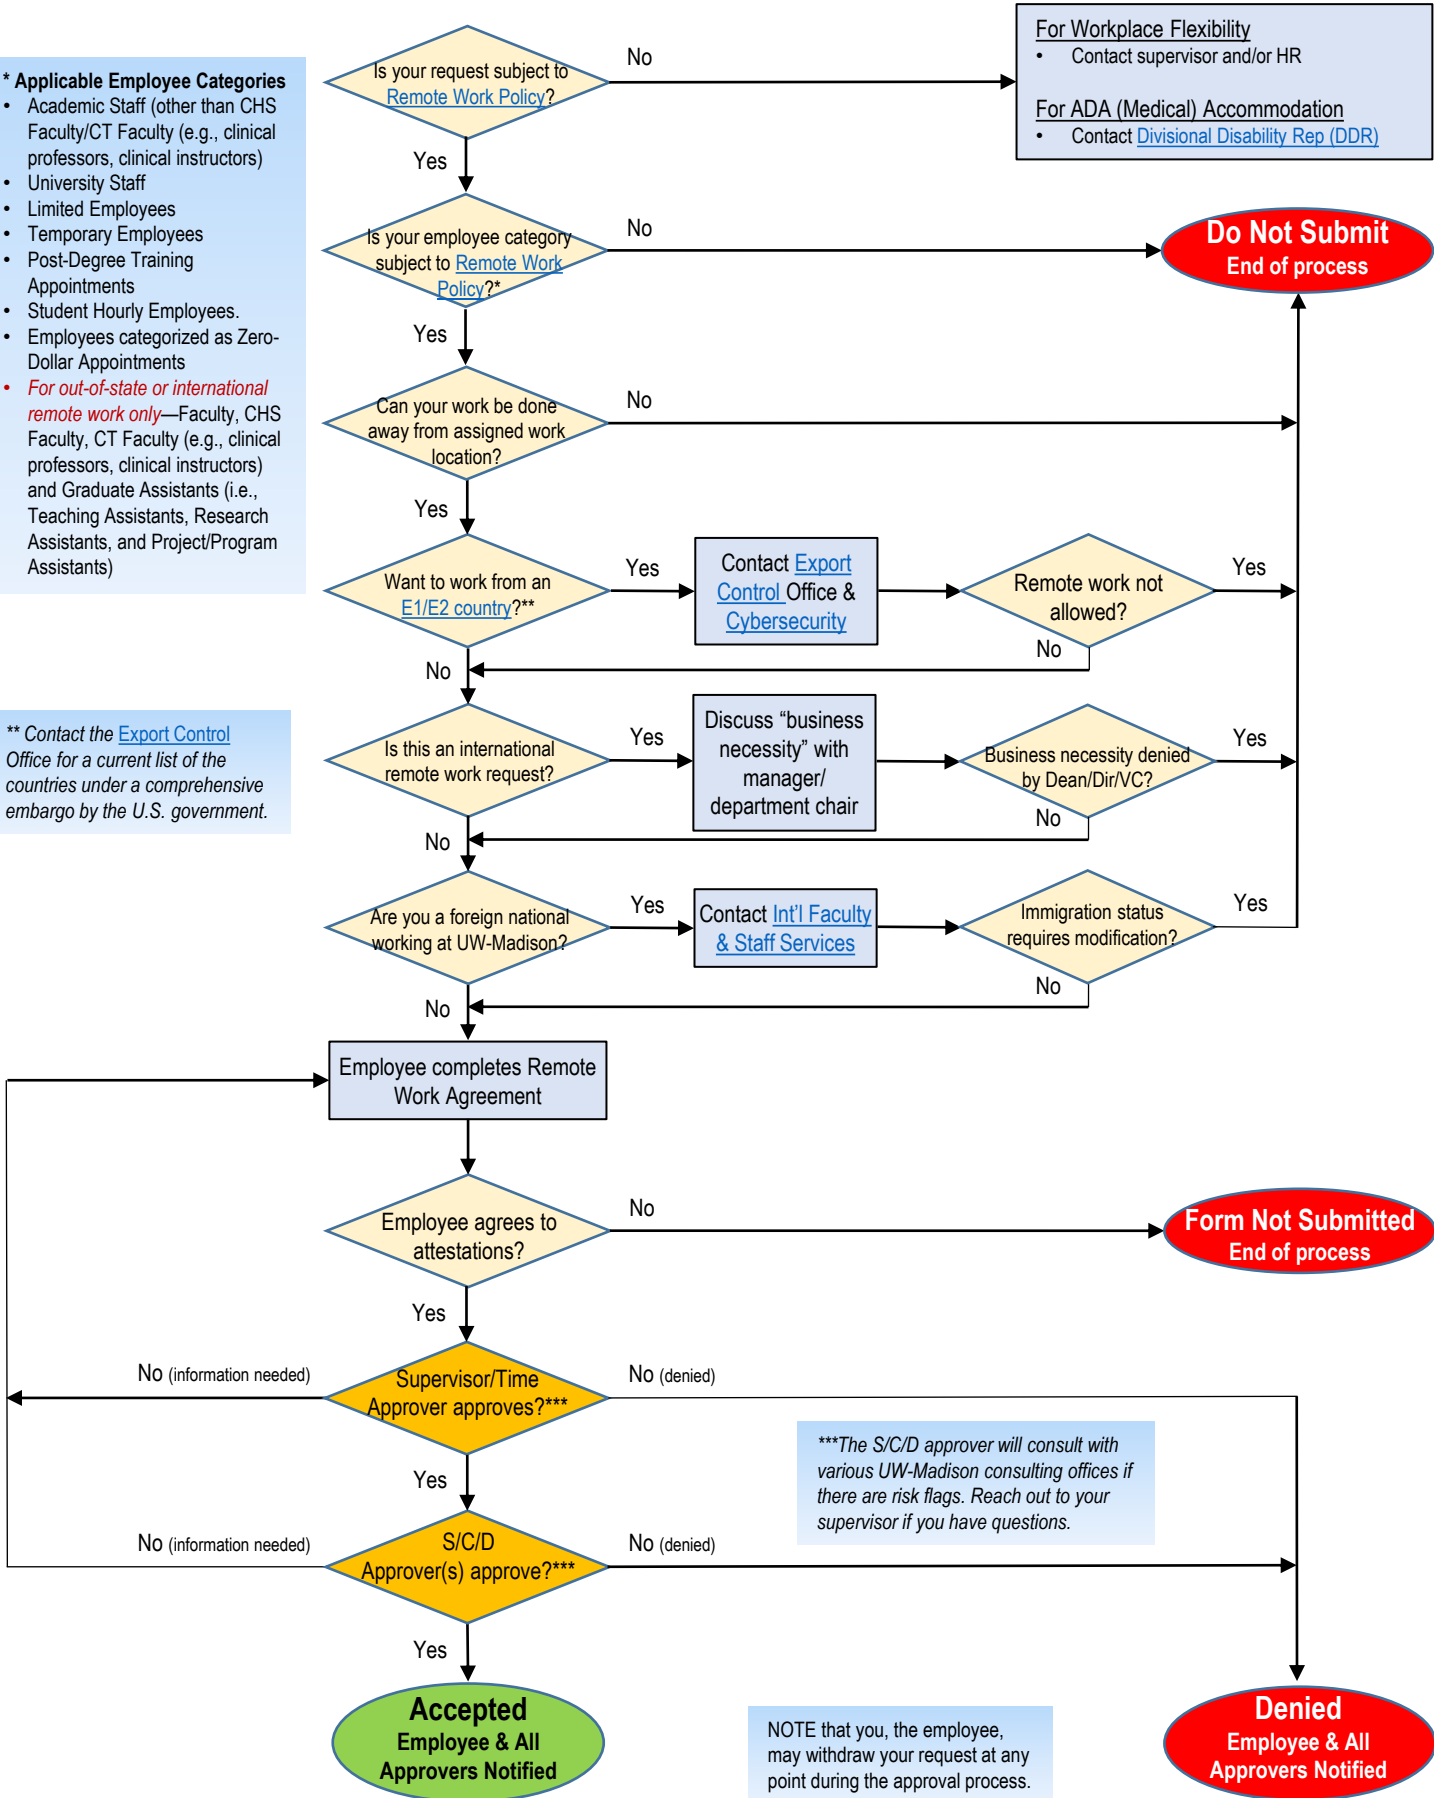 Is your request subject to
Remote Work Policy?
No
Yes
For Workplace Flexibility
• Contact supervisor and/or HR
For ADA (Medical) Accommodation
• Contact Divisional Disability Rep (DDR)
* Applicable Employee Categories
• Academic Staff (other than CHS
Faculty/CT Faculty (e.g., clinical
professors, clinical instructors)
• University Staff
• Limited Employees
• Temporary Employees
• Post-Degree Training
Appointments
• Student Hourly Employees.
• Employees categorized as Zero-
Dollar Appointments
• For out-of-state or international
remote work only—Faculty, CHS
Faculty, CT Faculty (e.g., clinical
professors, clinical instructors)
and Graduate Assistants (i.e.,
Teaching Assistants, Research
Assistants, and Project/Program
Assistants)
Is your employee category
subject to Remote Work
Policy?*
No
Yes
Do Not Submit
End of process
Can your work be done
away from assigned work
location?
No
Yes
Want to work from an
E1/E2 country?**
Yes
No
Contact Export
Control Office &
Cybersecurity
Remote work not
allowed?
Yes
No
** Contact the Export Control
Office for a current list of the
countries under a comprehensive
embargo by the U.S. government.
Is this an international
remote work request?
Yes
No
Discuss “business
necessity” with
manager/
department chair
Business necessity denied
by Dean/Dir/VC?
Yes
No
Are you a foreign national
working at UW-Madison?
Yes
No
Contact Int’l Faculty
& Staff Services
Immigration status
requires modification?
Yes
No
Employee completes Remote
Work Agreement
Employee agrees to
attestations?
No
Yes
Form Not Submitted
End of process
Supervisor/Time
Approver approves?***
No (information needed)
No (denied)
Yes
***The S/C/D approver will consult with
various UW-Madison consulting offices if
there are risk flags. Reach out to your
supervisor if you have questions.
S/C/D
Approver(s) approve?***
No (information needed)
No (denied)
Yes
Accepted
Employee & All
Approvers Notified
NOTE that you, the employee,
may withdraw your request at any
point during the approval process.
Denied
Employee & All
Approvers Notified